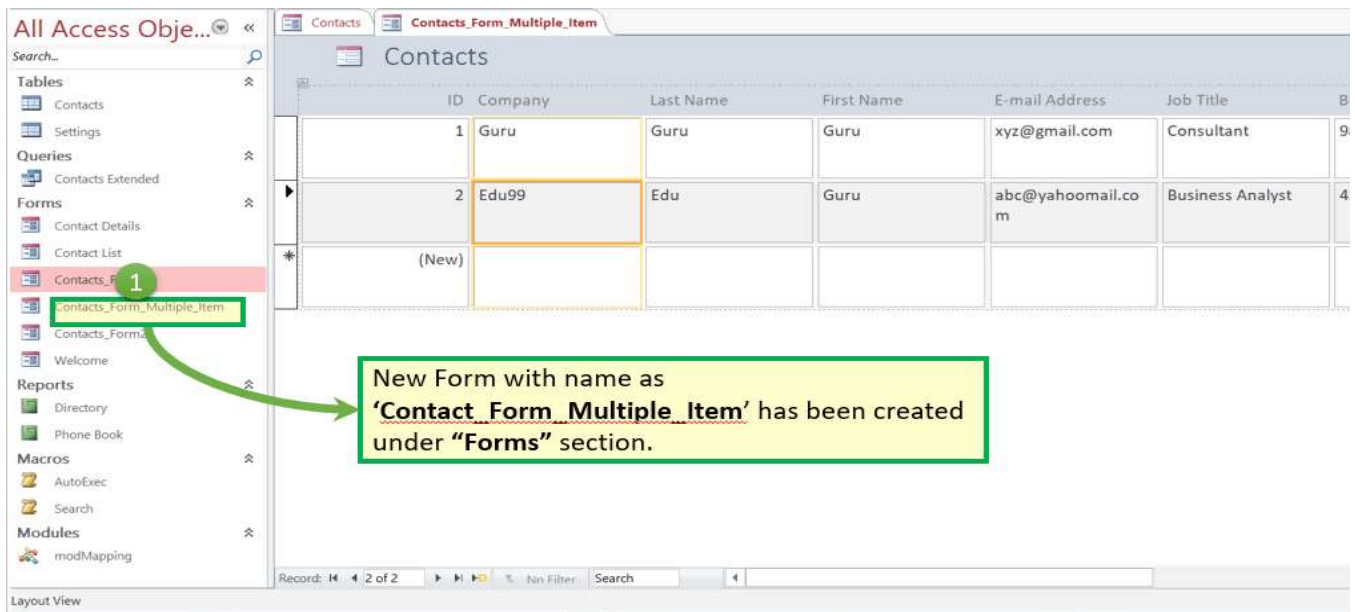 All Access Obje...
Search...
Tables
Contacts
Settings
Queries
Contacts Extended
Forms
Contact Details
Contact List
Contacts_F
Contacts_Form_Multiple_Item
Contacts_Form2
Welcome
Reports
Directory
Phone Book
Macros
AutoExec
Search
Modules
modMapping
1
Contacts
Contacts_Form_Multiple_Item
Contacts
ID Company Last Name First Name E-mail Address Job Title B
1 Guru Guru Guru xyz@gmail.com Consultant 9
2 Edu99 Edu Guru abc@yahoomail.co Business Analyst 4
m
(New)
New Form with name as
‘Contact_Form_Multiple_Item’ has been created
under “Forms” section.
Record: 2 of 2 No Filter Search
Layout View